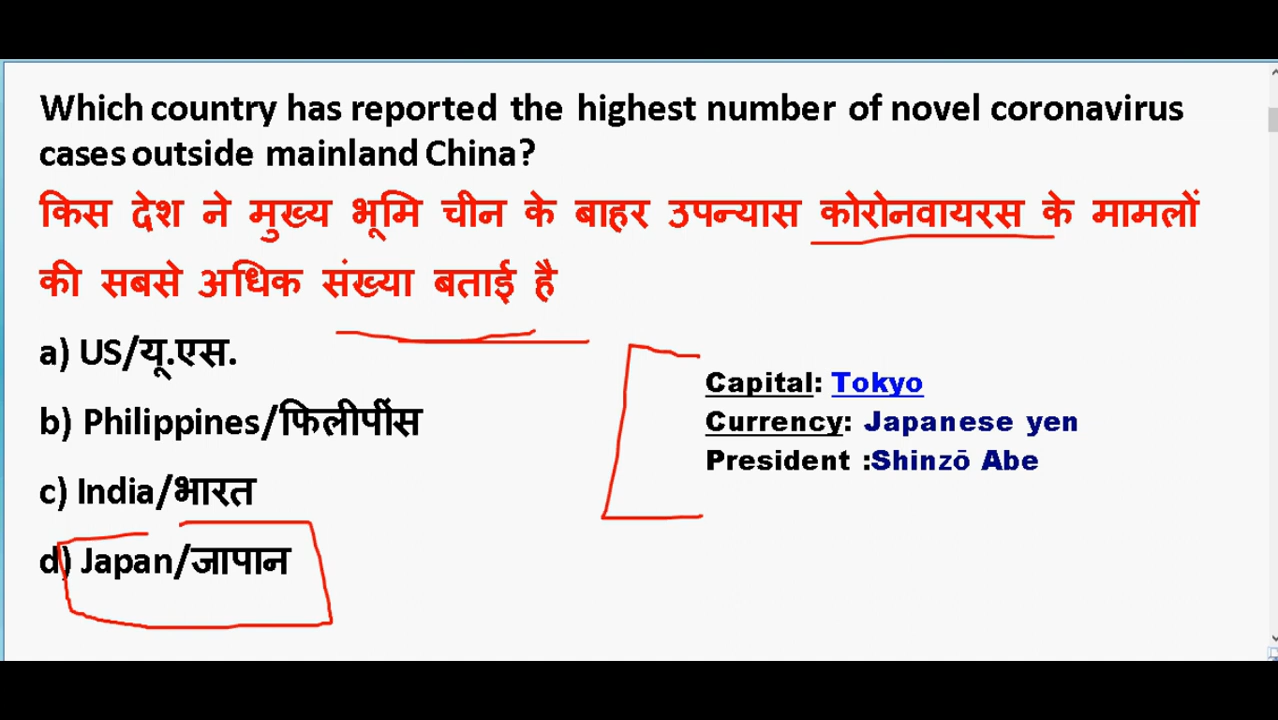 Which country has reported the highest number of novel coronavirus
cases outside mainland China?
किस देश ने मुख्य भूमि चीन के बाहर उपन्यास कोरोनवायरस के मामलों
की सबसे अधिक संख्या बताई है
a) US/यू.एस.
b) Philippines/फिलीपींस
c) India/भारत
d) Japan/जापान
Capital: Tokyo
Currency: Japanese yen
President :Shinzō Abe